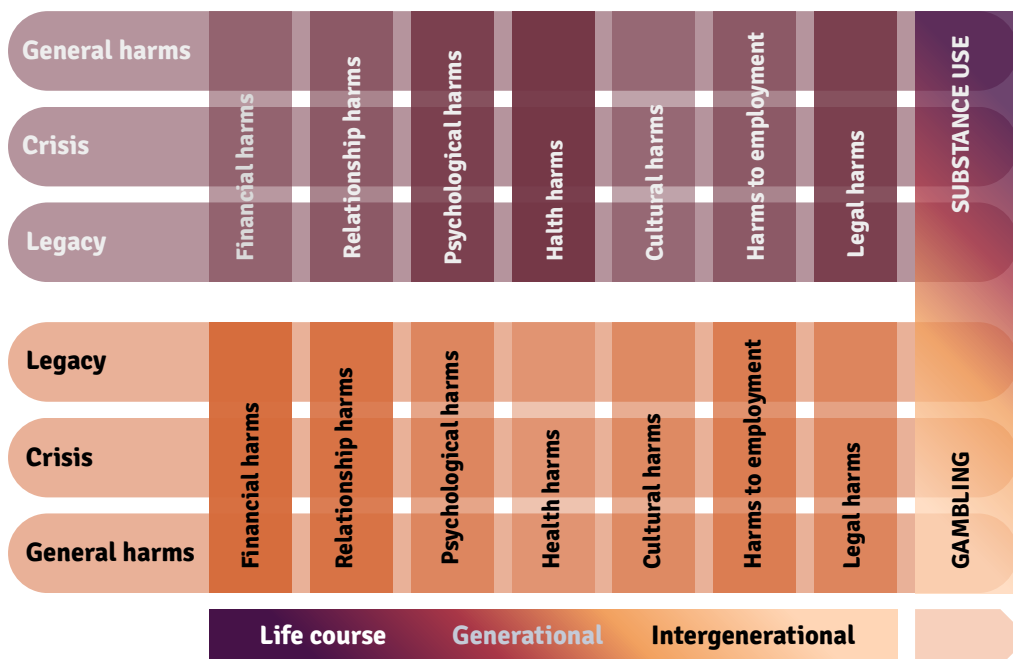 General harms
Crisis
Legacy
Financial harms
Relationship harms
Psychological harms
Halth harms
Cultural harms
Harms to employment
Legal harms
SUBSTANCE USE
Legacy
Crisis
General harms
Financial harms
Relationship harms
Psychological harms
Health harms
Cultural harms
Harms to employment
Legal harms
GAMBLING
Life course Generational Intergenerational